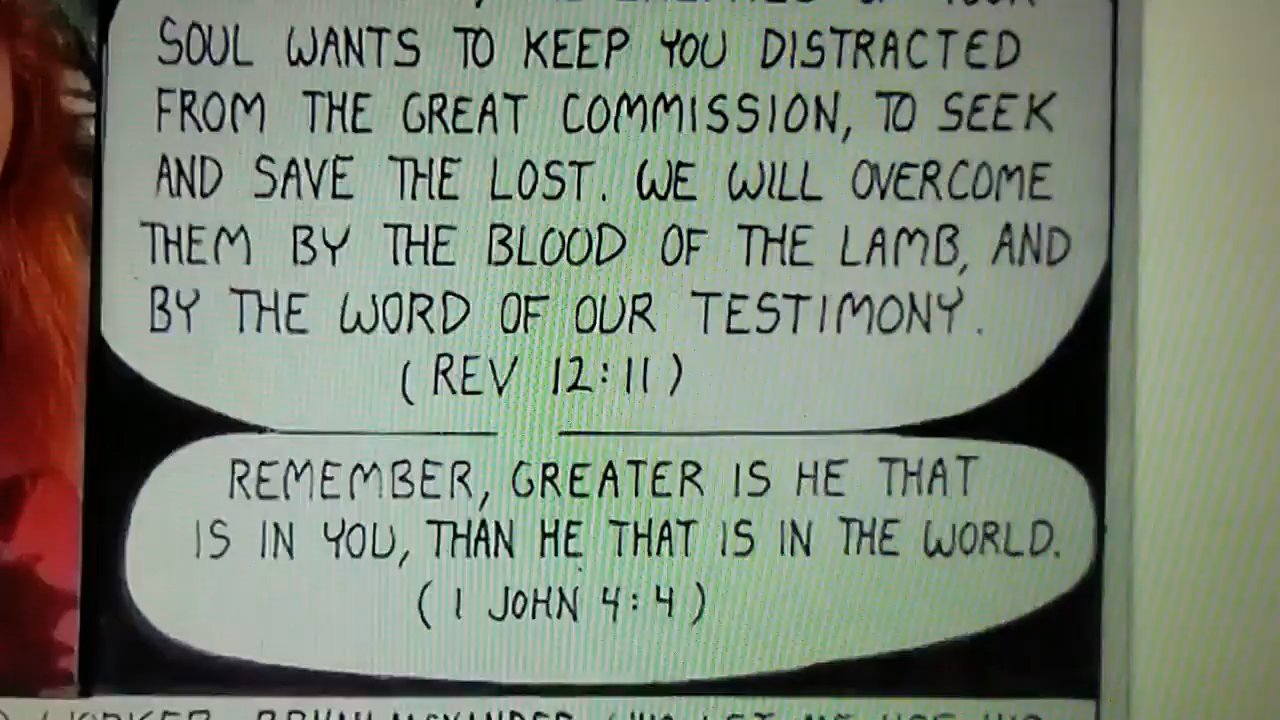 SOUL WANTS TO KEEP YOU DISTRACTED
FROM THE GREAT COMMISSION, TO SEEK
AND SAVE THE LOST. WE WILL OVERCOME
THEM BY THE BLOOD OF THE LAMB, AND
BY THE WORD OF OUR TESTIMONY.
(REV 12:11)
REMEMBER, GREATER IS HE THAT
IS IN YOU, THAN HE THAT IS IN THE WORLD.
(1 JOHN 4:4)